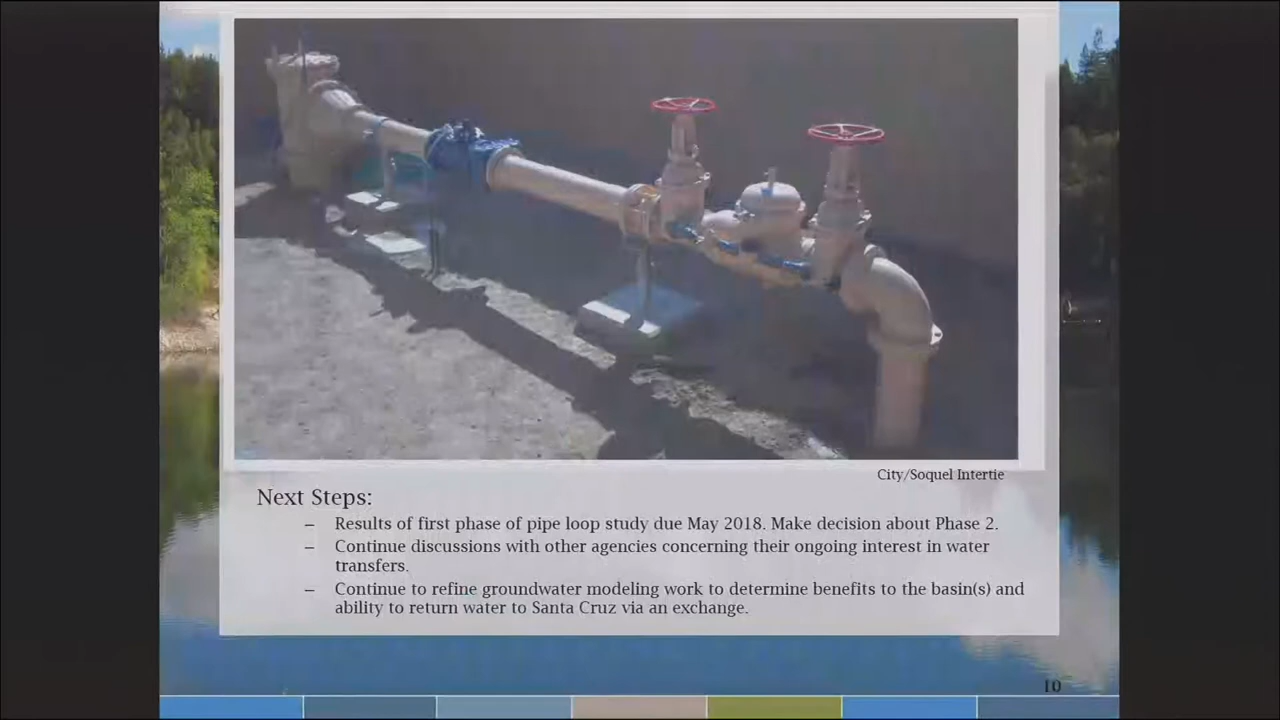 City/Soquel Intertie
Next Steps:
– Results of first phase of pipe loop study due May 2018. Make decision about Phase 2.
– Continue discussions with other agencies concerning their ongoing interest in water
transfers.
– Continue to refine groundwater modeling work to determine benefits to the basin(s) and
ability to return water to Santa Cruz via an exchange.
10